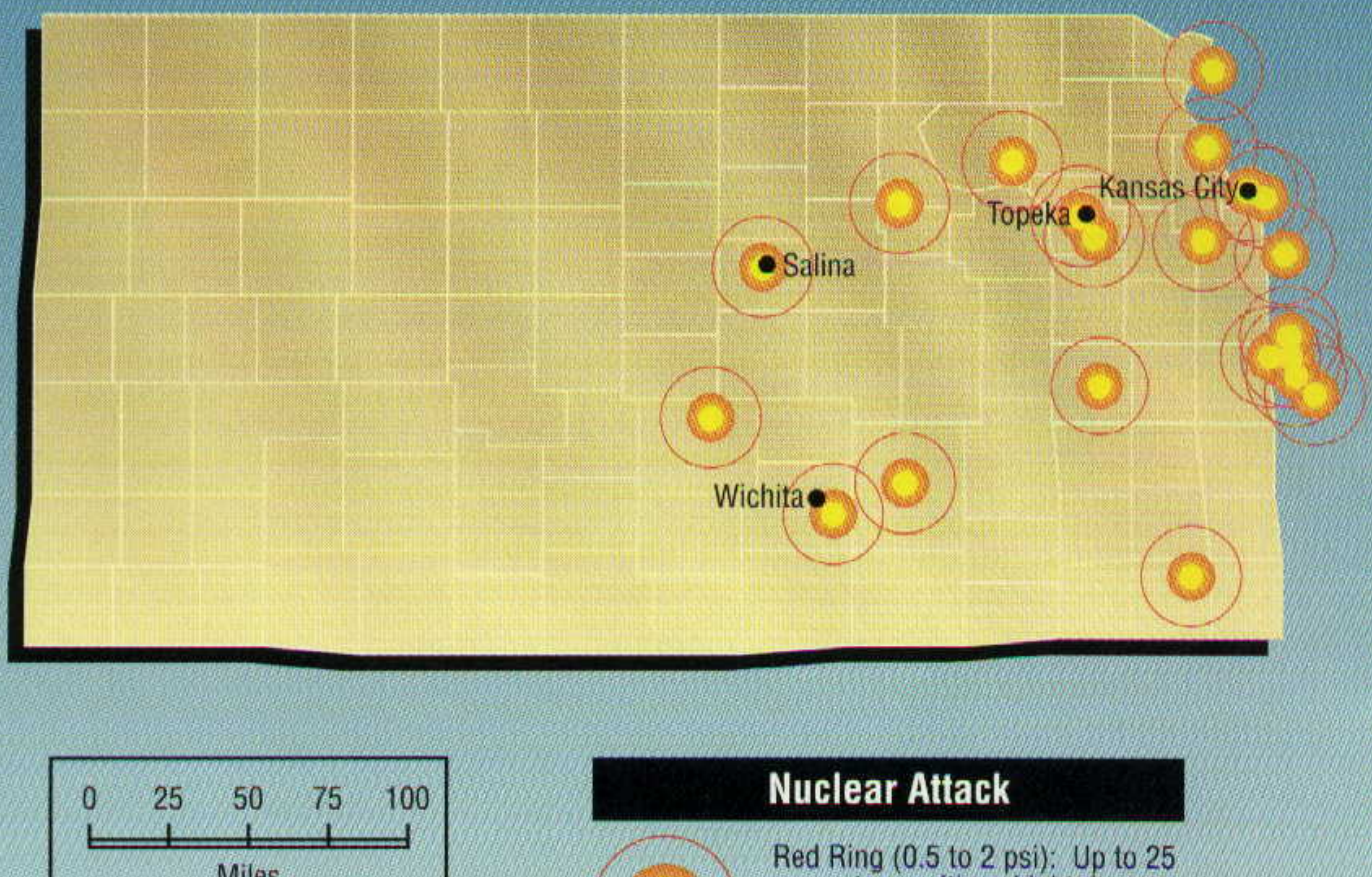 Kansas City
Topeka
Salina
Wichita
0 25 50 75 100
Miles
Nuclear Attack
Red Ring (0.5 to 2 psi): Up to 25